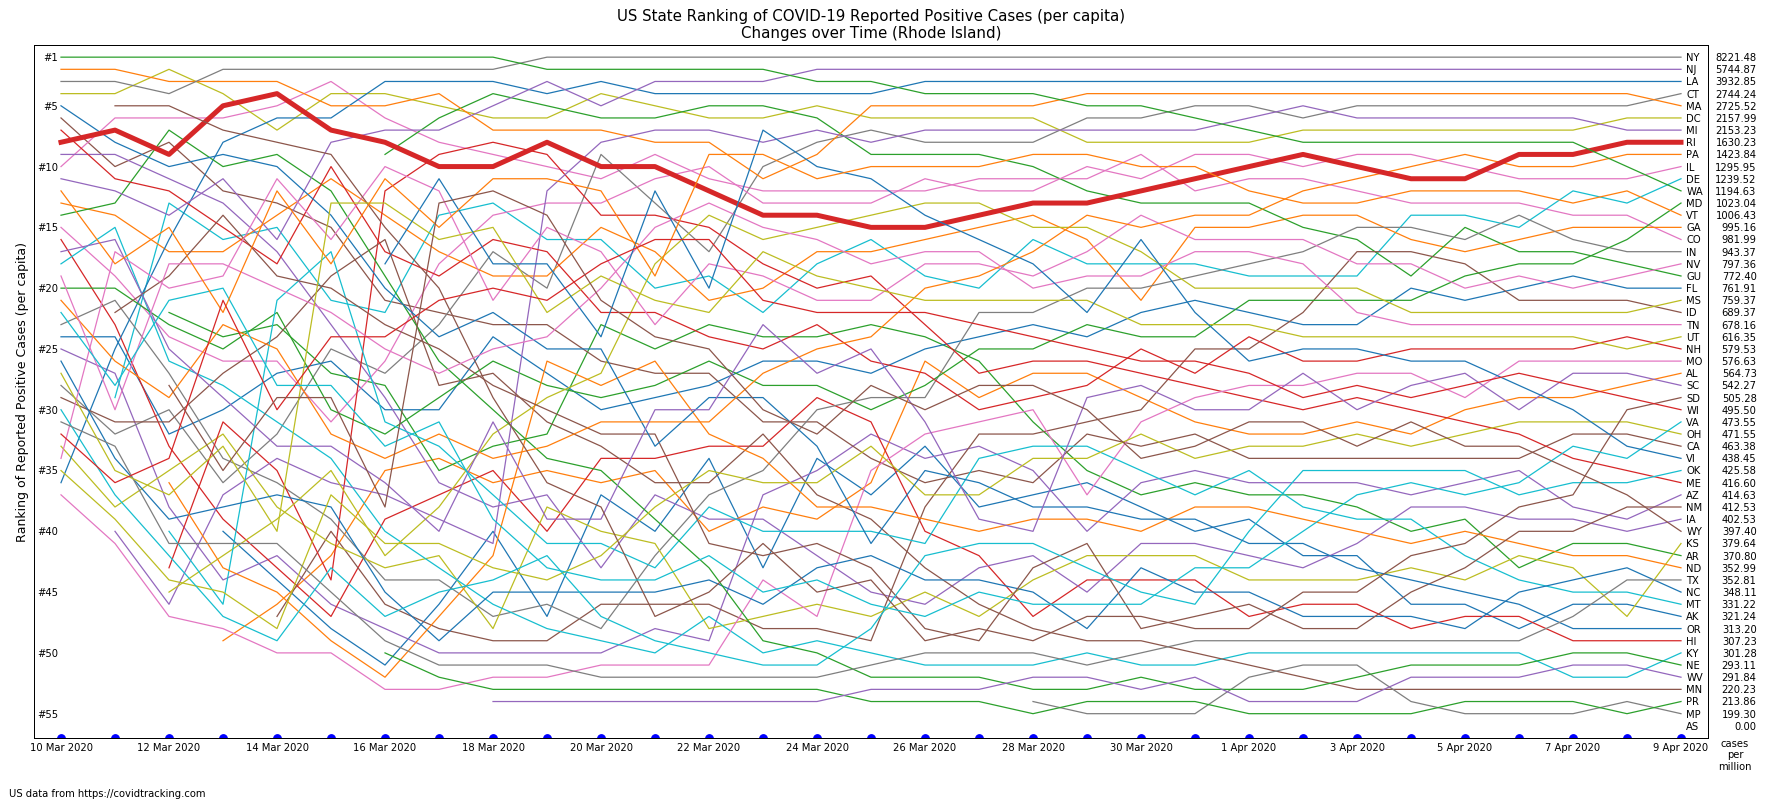 US State Ranking of COVID-19 Reported Positive Cases (per capita)
Changes over Time (Rhode Island)
Ranking of Reported Positive Cases (per capita)
#1
#5
#10
#15
#20
#25
#30
#35
#40
#45
#50
#55
NY 8221.48
NJ 5744.87
LA 3932.85
CT 2744.24
MA 2725.52
DC 2157.99
MI 2153.23
RI 1630.23
PA 1423.84
IL 1295.95
DE 1239.52
WA 1194.63
MD 1023.04
VT 1006.43
GA 995.16
CO 981.99
IN 943.37
NV 797.36
GU 772.40
FL 761.91
MS 759.37
ID 689.37
TN 678.16
UT 616.35
NH 579.53
MO 576.63
AL 564.73
SC 542.27
SD 505.28
WI 495.50
VA 473.55
OH 471.55
CA 463.38
VI 438.45
OK 425.58
ME 416.60
AZ 414.63
NM 412.53
IA 402.53
WY 397.40
KS 379.64
AR 370.80
ND 352.99
TX 352.81
NC 348.11
MT 331.22
AK 321.24
OR 313.20
HI 307.23
KY 301.28
NE 293.11
WV 291.84
MN 220.23
PR 213.86
MP 199.30
AS 0.00
10 Mar 2020 12 Mar 2020 14 Mar 2020 16 Mar 2020 18 Mar 2020 20 Mar 2020 22 Mar 2020 24 Mar 2020 26 Mar 2020 28 Mar 2020 30 Mar 2020 1 Apr 2020 3 Apr 2020 5 Apr 2020 7 Apr 2020 9 Apr 2020
cases
per
million
US data from https://covidtracking.com